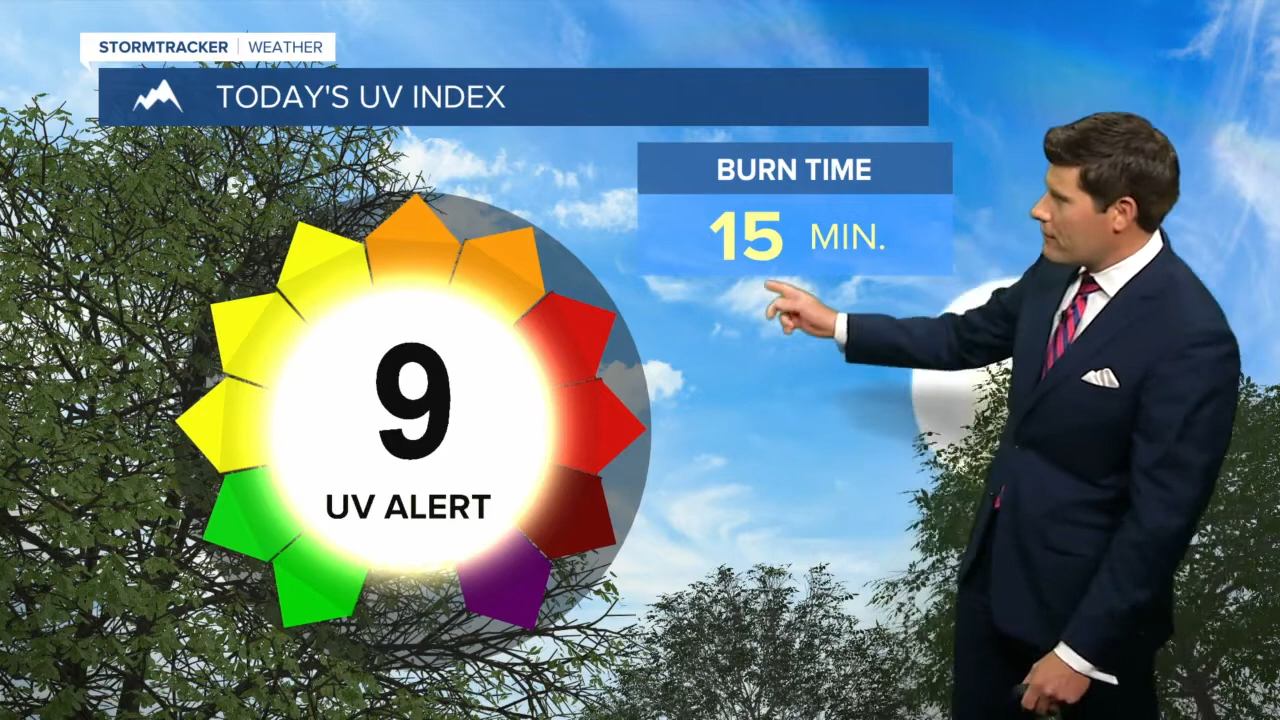 STORMTRACKER | WEATHER
TODAY'S UV INDEX
BURN TIME
15 MIN.
9
UV ALERT